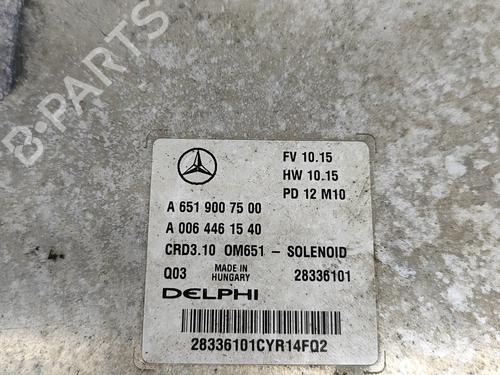 B-PARTS
FV 10.15
HW 10.15
PD 12 M10
A 651 900 75 00
A 006 446 15 40
CRD3.10 OM651 - SOLENOID
Q03 MADE IN HUNGARY 28336101
DELPHI
28336101CYR14FQ2